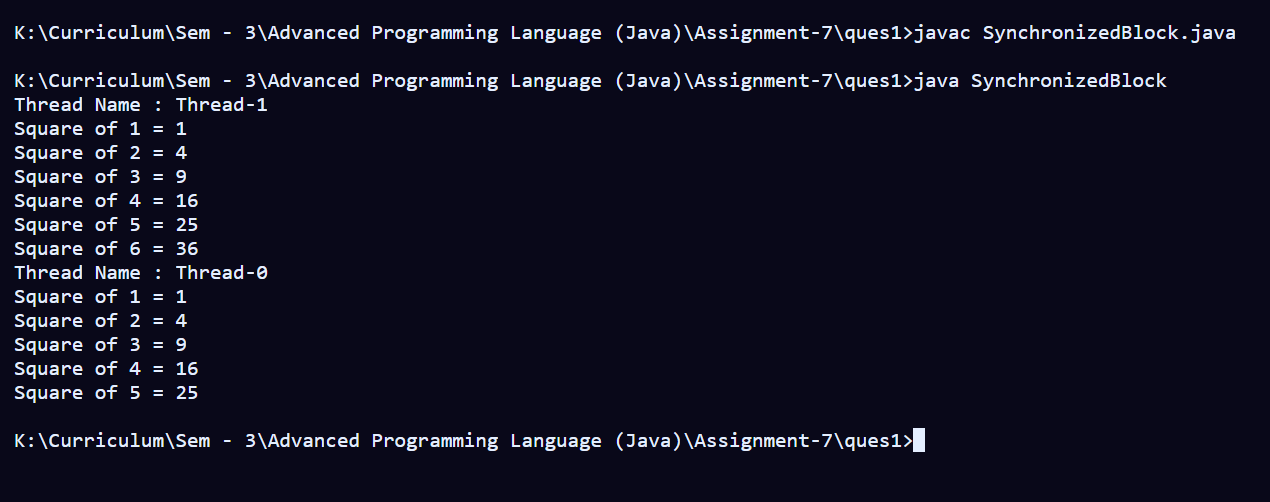 K:\Curriculum\Sem - 3\Advanced Programming Language (Java)\Assignment-7\ques1>javac SynchronizedBlock.java
K:\Curriculum\Sem - 3\Advanced Programming Language (Java)\Assignment-7\ques1>java SynchronizedBlock
Thread Name : Thread-1
Square of 1 = 1
Square of 2 = 4
Square of 3 = 9
Square of 4 = 16
Square of 5 = 25
Square of 6 = 36
Thread Name : Thread-0
Square of 1 = 1
Square of 2 = 4
Square of 3 = 9
Square of 4 = 16
Square of 5 = 25
K:\Curriculum\Sem - 3\Advanced Programming Language (Java)\Assignment-7\ques1>